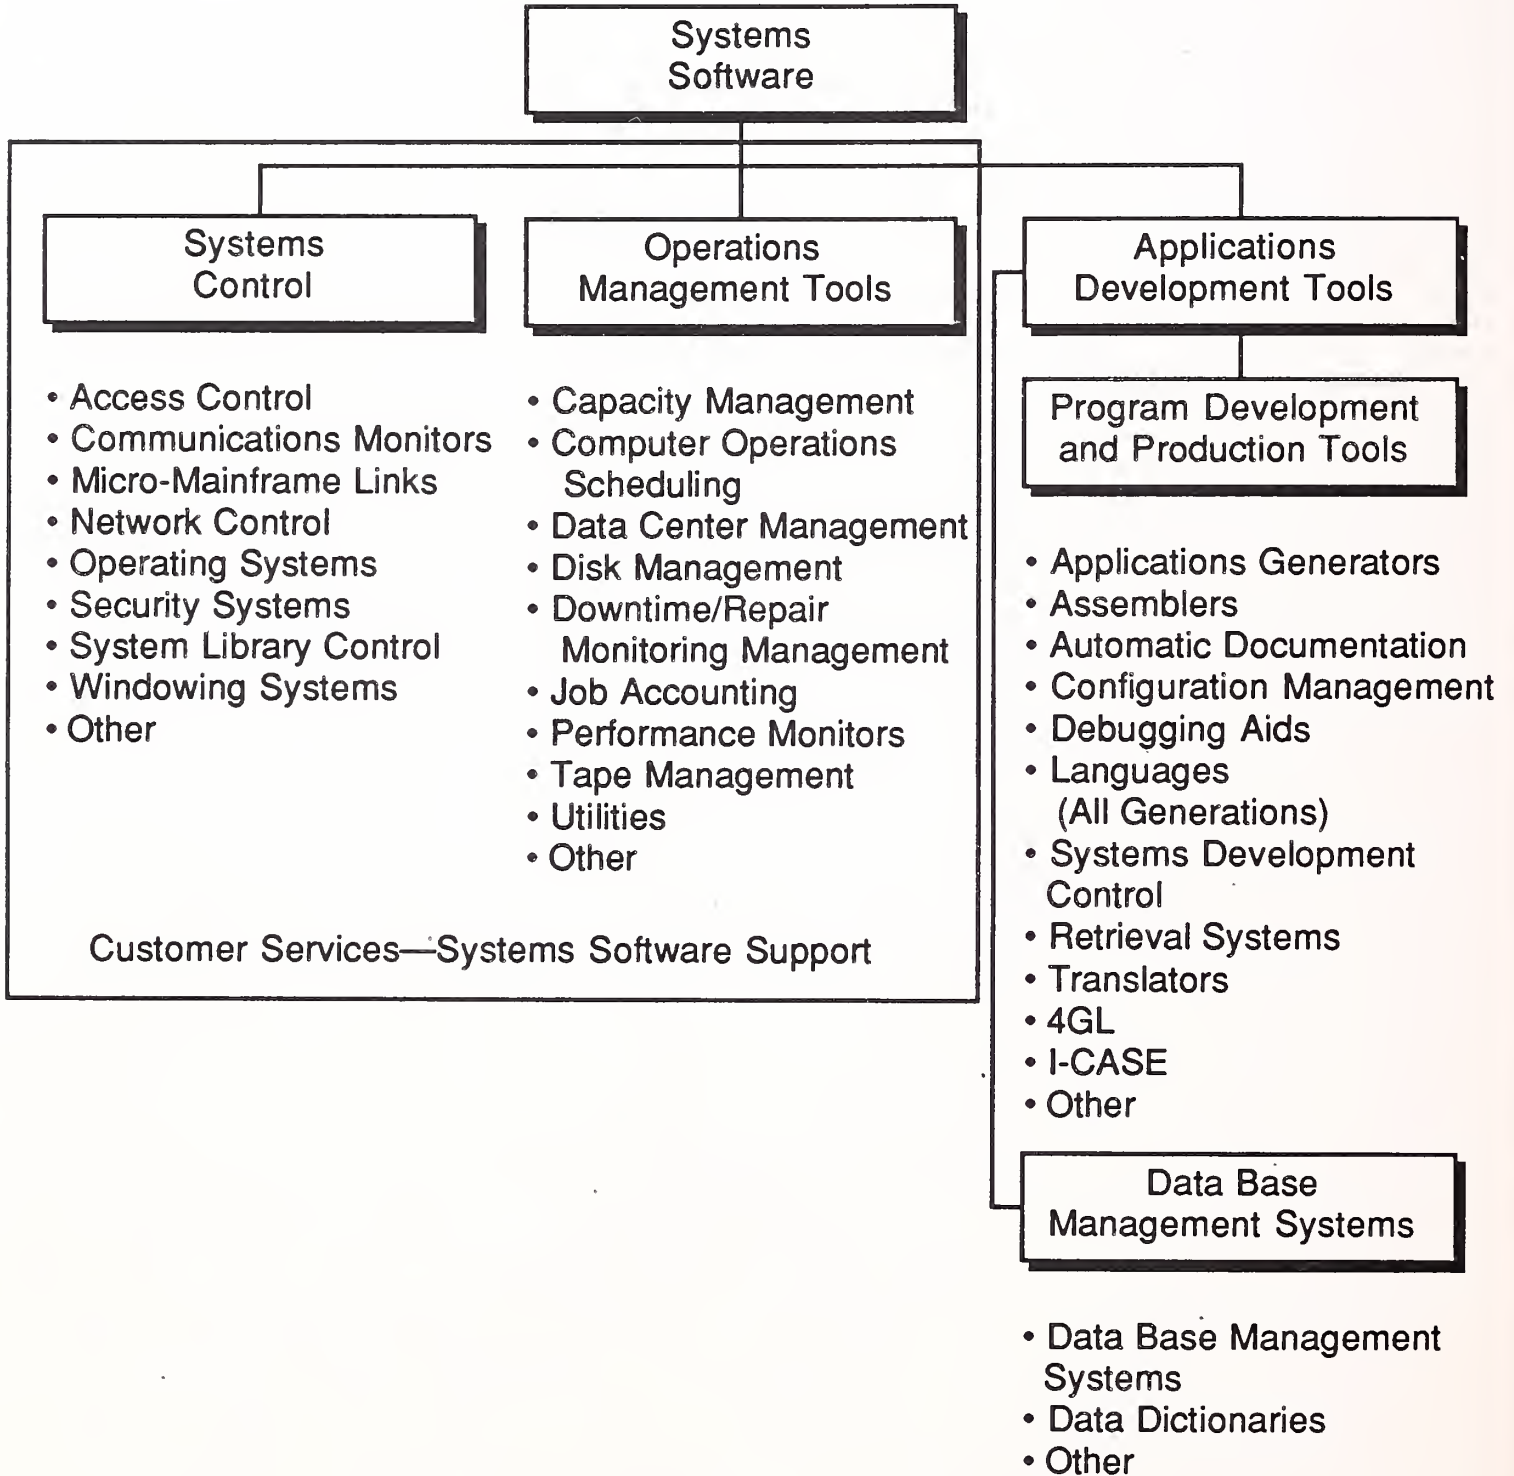 Systems
Software
Systems
Control
• Access Control
• Communications Monitors
• Micro-Mainframe Links
• Network Control
• Operating Systems
• Security Systems
• System Library Control
• Windowing Systems
• Other
Operations
Management Tools
• Capacity Management
• Computer Operations
Scheduling
• Data Center Management
• Disk Management
• Downtime/Repair
Monitoring Management
• Job Accounting
• Performance Monitors
• Tape Management
• Utilities
• Other
Customer Services—Systems Software Support
Applications
Development Tools
Program Development
and Production Tools
• Applications Generators
• Assemblers
• Automatic Documentation
• Configuration Management
• Debugging Aids
• Languages
(All Generations)
• Systems Development
Control
• Retrieval Systems
• Translators
• 4GL
• I-CASE
• Other
Data Base
Management Systems
• Data Base Management
Systems
• Data Dictionaries
• Other